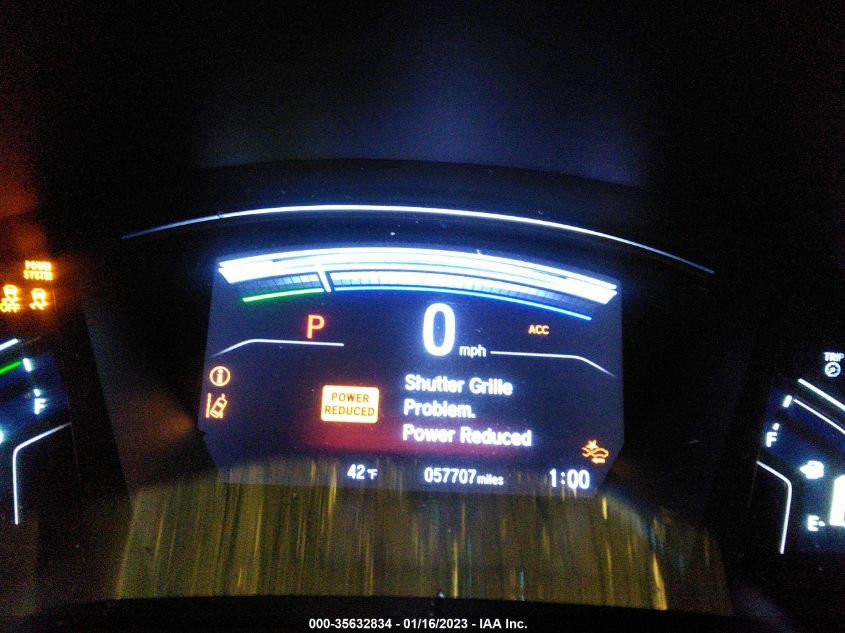 POWER
SYSTEM
OFF
P
0
mph
ACC
TRIP
F
Shutter Grille
Problem.
Power Reduced
POWER
REDUCED
F
E
42°F
057707 miles
1:00
000-35632834 - 01/16/2023 - IAA Inc.